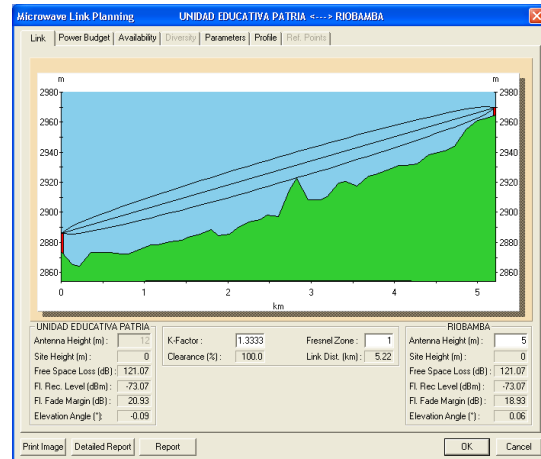 Microwave Link Planning UNIDAD EDUCATIVA PATRIA <---> RIOBAMBA
Link Power Budget Availability Diversity Parameters Profile Ref. Points
m m
2980 2980
2960 2960
2940 2940
2920 2920
2900 2900
2880 2880
2860 2860
0 1 2 3 4 5
km
UNIDAD EDUCATIVA PATRIA
Antenna Height (m) : 12
Site Height (m) : 0
Free Space Loss (dB) : 121.07
Fl. Rec. Level (dBm) : -73.07
Fl. Fade Margin (dB) : 20.93
Elevation Angle (°): -0.09
K-Factor : 1.3333 Fresnel Zone : 1
Clearance (%) : 100.0 Link Dist. (km) : 5.22
RIOBAMBA
Antenna Height (m) : 5
Site Height (m) : 0
Free Space Loss (dB) : 121.07
Fl. Rec. Level (dBm) : -73.07
Fl. Fade Margin (dB) : 18.93
Elevation Angle (°) : 0.06
Print Image Detailed Report Report OK Cancel